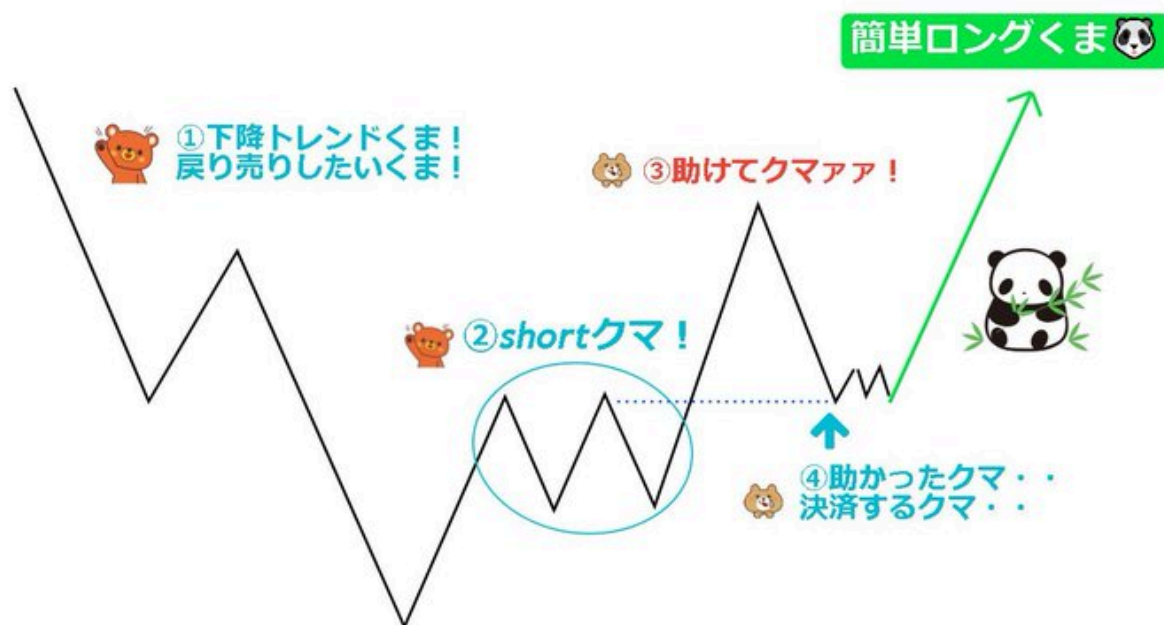 簡単ロングくま🐼
①下降トレンドくま！
戻り売りしたいくま！
③助けてクマァァ！
②shortクマ！
④助かったクマ・・
決済するクマ・・